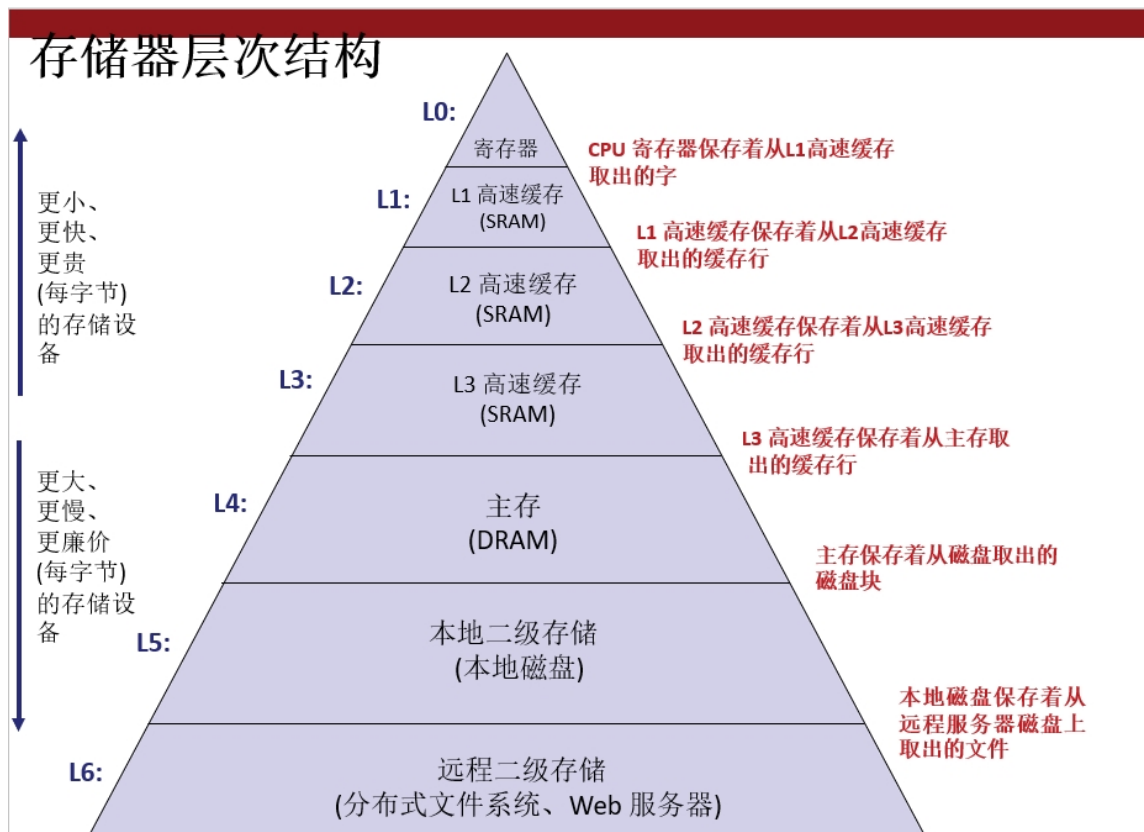 存储器层次结构
L0:
寄存器
CPU 寄存器保存着从L1高速缓存
取出的字
更小、
更快、
更贵
(每字节)
的存储设
备
L1:
L1 高速缓存
(SRAM)
L1 高速缓存保存着从L2高速缓存
取出的缓存行
L2:
L2 高速缓存
(SRAM)
L2 高速缓存保存着从L3高速缓存
取出的缓存行
L3:
L3 高速缓存
(SRAM)
L3 高速缓存保存着从主存取
出的缓存行
更大、
更慢、
更廉价
(每字节)
的存储设
备
L4:
主存
(DRAM)
主存保存着从磁盘取出的
磁盘块
L5:
本地二级存储
(本地磁盘)
本地磁盘保存着从
远程服务器磁盘上
取出的文件
L6:
远程二级存储
(分布式文件系统、Web 服务器)